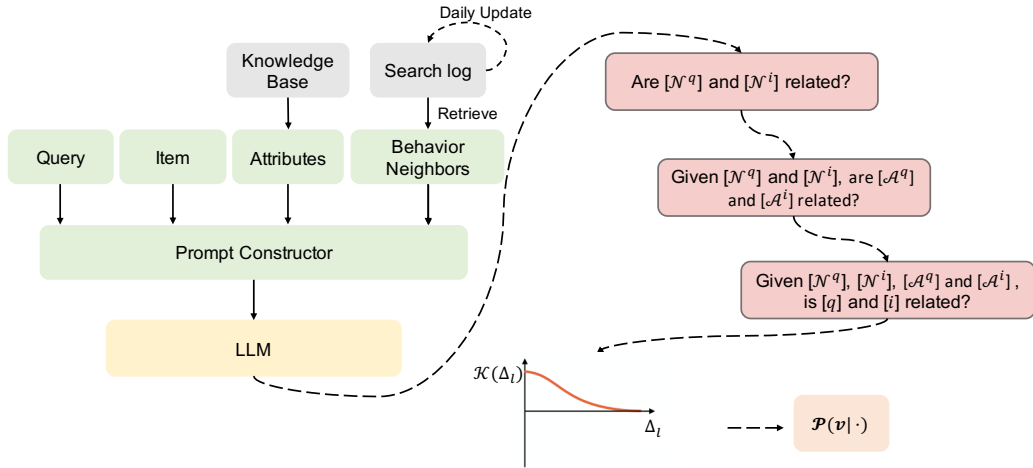 Daily Update
Knowledge
Base
Search log
Retrieve
Query
Item
Attributes
Behavior
Neighbors
Prompt Constructor
LLM
Are [𝒩^q] and [𝒩^i] related?
Given [𝒩^q] and [𝒩^i], are [𝒜^q]
and [𝒜^i] related?
Given [𝒩^q], [𝒩^i], [𝒜^q] and [𝒜^i] ,
is [q] and [i] related?
𝒦(Δ_l)
Δ_l
𝒫(v| ·)